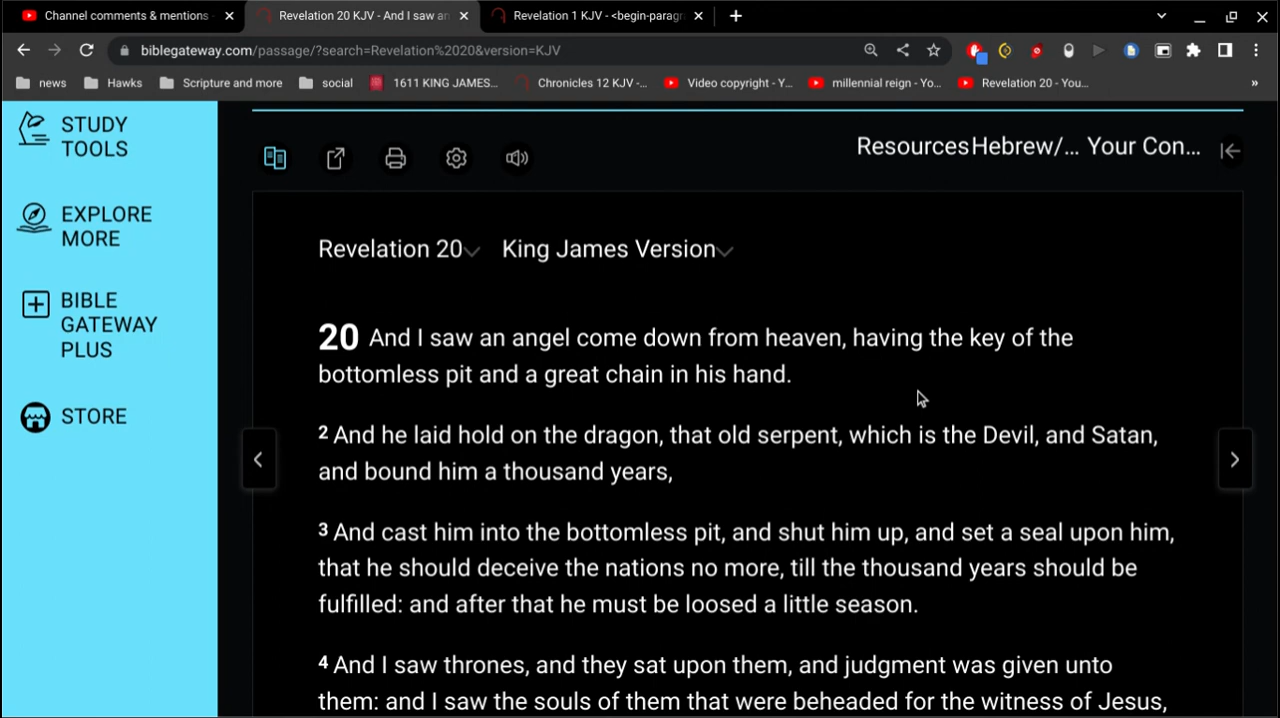 Channel comments & mentions -
Revelation 20 KJV - And I saw an
Revelation 1 KJV - <begin-paragr
biblegateway.com/passage/?search=Revelation%2020&version=KJV
news
Hawks
Scripture and more
social
1611 KING JAMES...
Chronicles 12 KJV -...
Video copyright - Y...
millennial reign - Yo...
Revelation 20 - You...
»
STUDY
TOOLS
EXPLORE
MORE
BIBLE
GATEWAY
PLUS
STORE
Resources Hebrew/... Your Con...
Revelation 20 King James Version
20 And I saw an angel come down from heaven, having the key of the
bottomless pit and a great chain in his hand.
2 And he laid hold on the dragon, that old serpent, which is the Devil, and Satan,
and bound him a thousand years,
3 And cast him into the bottomless pit, and shut him up, and set a seal upon him,
that he should deceive the nations no more, till the thousand years should be
fulfilled: and after that he must be loosed a little season.
4 And I saw thrones, and they sat upon them, and judgment was given unto
them: and I saw the souls of them that were beheaded for the witness of Jesus,